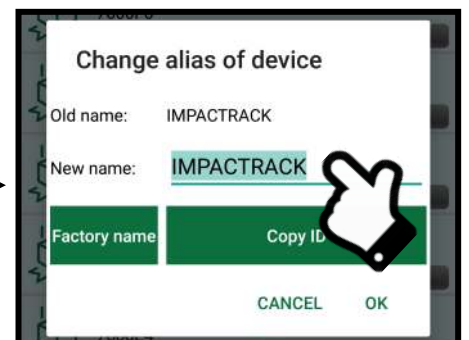 Change alias of device
Old name: IMPACTRACK
New name: IMPACTRACK
Factory name Copy ID
CANCEL OK